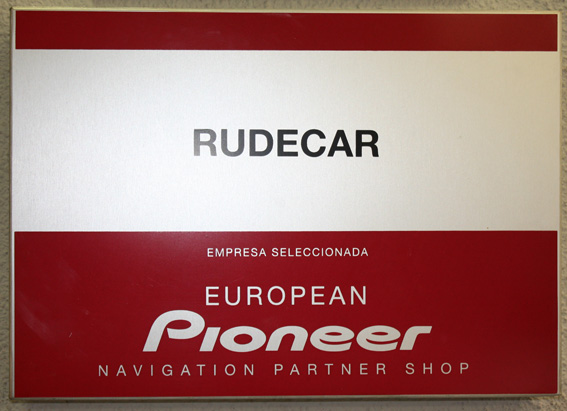 RUDECAR
EMPRESA SELECCIONADA
EUROPEAN
Pioneer
NAVIGATION PARTNER SHOP